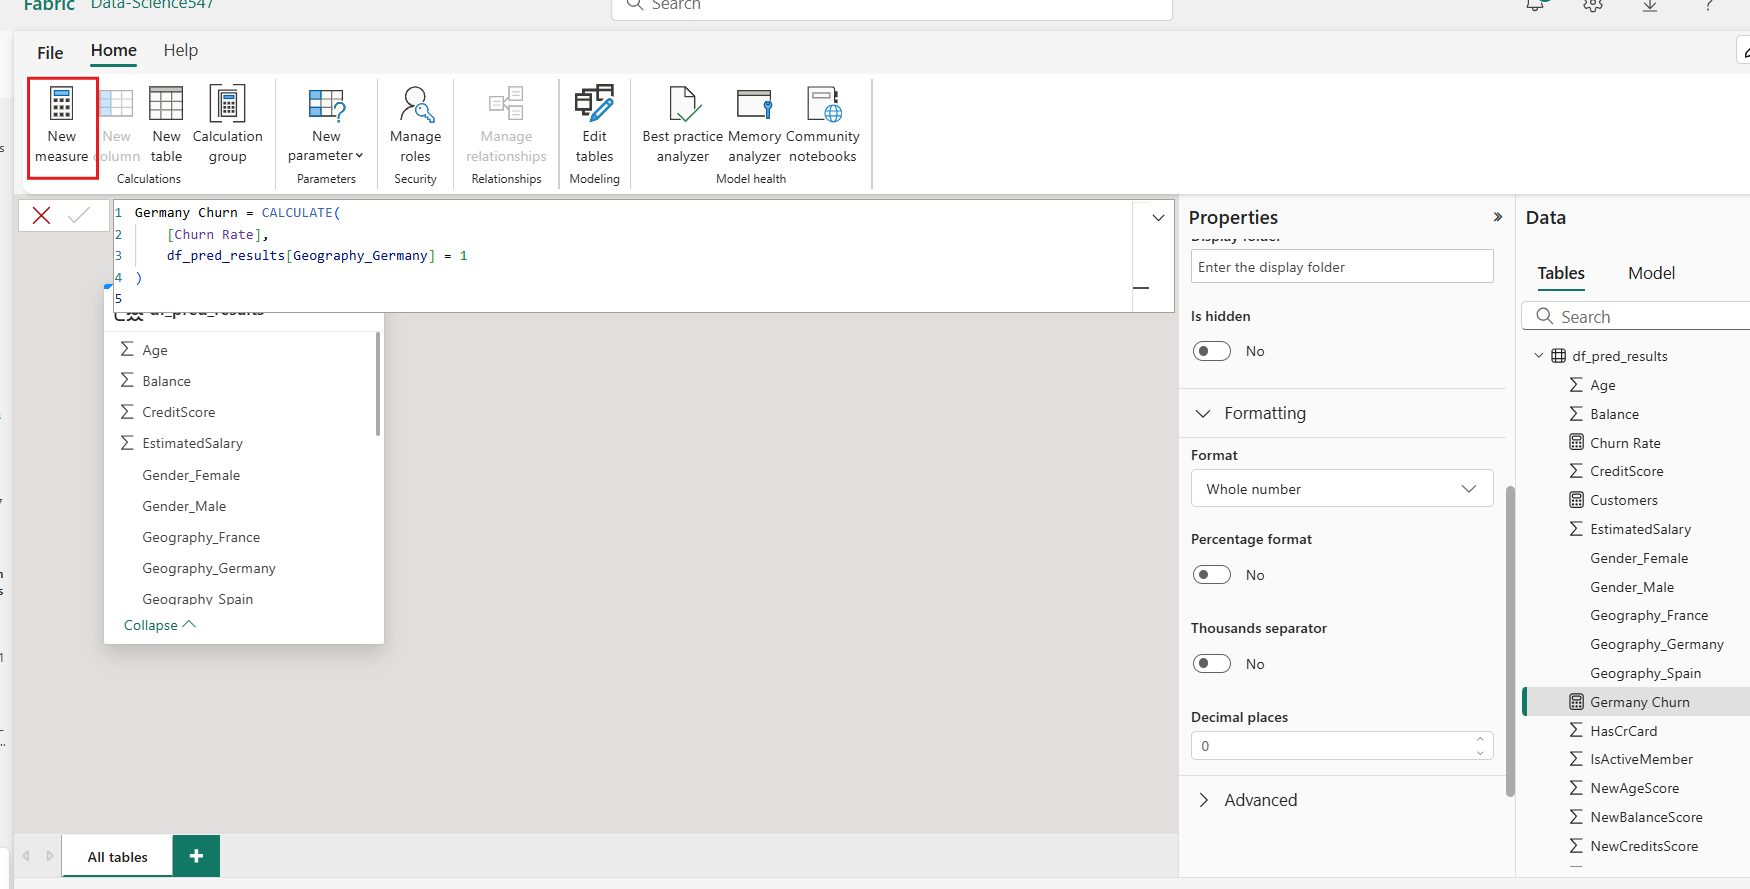 Fabric Data-Science547
Search
?
File Home Help
New measure
New column
New table
Calculation group
Calculations
New parameter
Parameters
Manage roles
Security
Manage relationships
Relationships
Edit tables
Modeling
Best practice analyzer
Memory analyzer
Community notebooks
Model health
1 Germany Churn = CALCULATE(
2 [Churn Rate],
3 df_pred_results[Geography_Germany] = 1
4 )
5
df_pred_results
Age
Balance
CreditScore
EstimatedSalary
Gender_Female
Gender_Male
Geography_France
Geography_Germany
Geography_Spain
Collapse
All tables
+
Properties
Display folder
Enter the display folder
Is hidden
No
Formatting
Format
Whole number
Percentage format
No
Thousands separator
No
Decimal places
0
Advanced
Data
Tables Model
Search
df_pred_results
Age
Balance
Churn Rate
CreditScore
Customers
EstimatedSalary
Gender_Female
Gender_Male
Geography_France
Geography_Germany
Geography_Spain
Germany Churn
HasCrCard
IsActiveMember
NewAgeScore
NewBalanceScore
NewCreditsScore